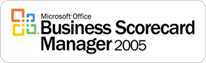 Microsoft Office
Business Scorecard
Manager 2005